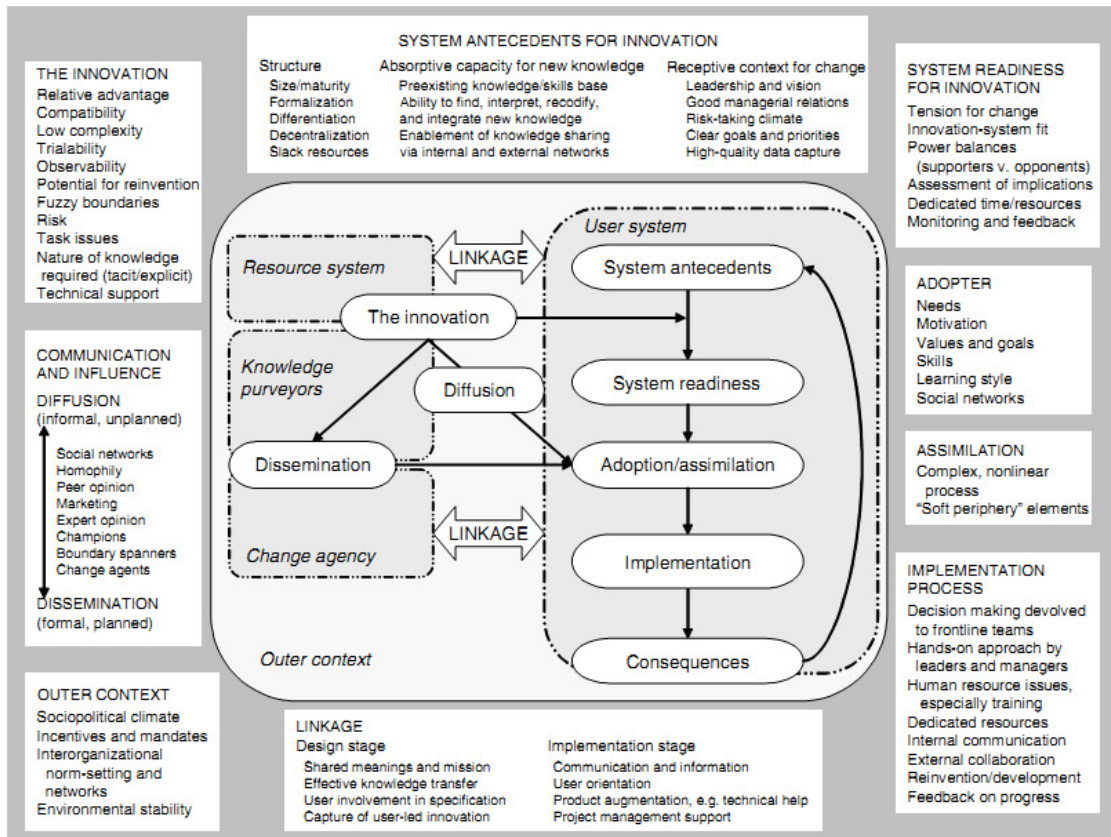 SYSTEM ANTECEDENTS FOR INNOVATION
Structure
Size/maturity
Formalization
Differentiation
Decentralization
Slack resources
Absorptive capacity for new knowledge
Preexisting knowledge/skills base
Ability to find, interpret, recodify,
and integrate new knowledge
Enablement of knowledge sharing
via internal and external networks
Receptive context for change
Leadership and vision
Good managerial relations
Risk-taking climate
Clear goals and priorities
High-quality data capture
THE INNOVATION
Relative advantage
Compatibility
Low complexity
Trialability
Observability
Potential for reinvention
Fuzzy boundaries
Risk
Task issues
Nature of knowledge
required (tacit/explicit)
Technical support
COMMUNICATION
AND INFLUENCE
DIFFUSION
(informal, unplanned)
Social networks
Homophily
Peer opinion
Marketing
Expert opinion
Champions
Boundary spanners
Change agents
DISSEMINATION
(formal, planned)
OUTER CONTEXT
Sociopolitical climate
Incentives and mandates
Interorganizational
norm-setting and
networks
Environmental stability
Resource system
LINKAGE
User system
System antecedents
The innovation
Knowledge
purveyors
Diffusion
System readiness
Dissemination
Adoption/assimilation
LINKAGE
Change agency
Implementation
Outer context
Consequences
SYSTEM READINESS
FOR INNOVATION
Tension for change
Innovation-system fit
Power balances
(supporters v. opponents)
Assessment of implications
Dedicated time/resources
Monitoring and feedback
ADOPTER
Needs
Motivation
Values and goals
Skills
Learning style
Social networks
ASSIMILATION
Complex, nonlinear
process
“Soft periphery” elements
IMPLEMENTATION
PROCESS
Decision making devolved
to frontline teams
Hands-on approach by
leaders and managers
Human resource issues,
especially training
Dedicated resources
Internal communication
External collaboration
Reinvention/development
Feedback on progress
LINKAGE
Design stage
Shared meanings and mission
Effective knowledge transfer
User involvement in specification
Capture of user-led innovation
Implementation stage
Communication and information
User orientation
Product augmentation, e.g. technical help
Project management support